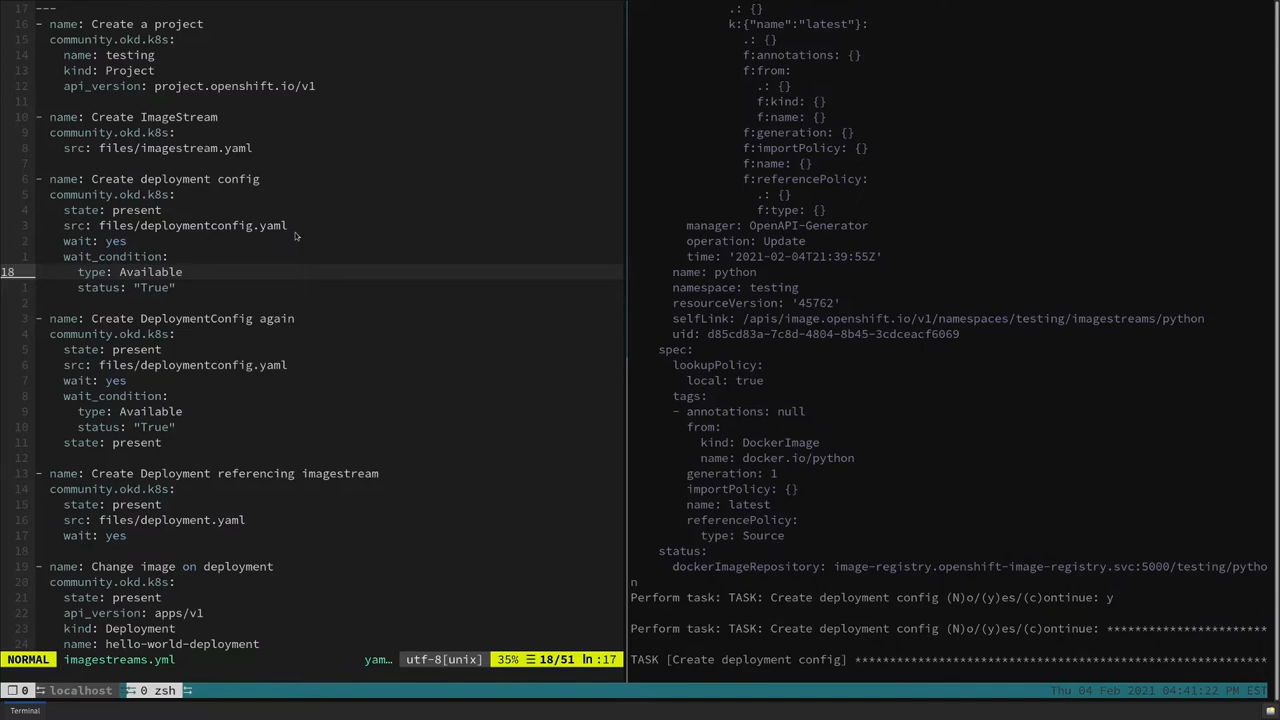 17 ---
16 - name: Create a project
15   community.okd.k8s:
14     name: testing
13     kind: Project
12     api_version: project.openshift.io/v1
11
10 - name: Create ImageStream
9   community.okd.k8s:
8     src: files/imagestream.yaml
7
6 - name: Create deployment config
5   community.okd.k8s:
4     state: present
3     src: files/deploymentconfig.yaml
2     wait: yes
1     wait_condition:
18       type: Available
1       status: "True"
2
3 - name: Create DeploymentConfig again
4   community.okd.k8s:
5     state: present
6     src: files/deploymentconfig.yaml
7     wait: yes
8     wait_condition:
9       type: Available
10       status: "True"
11     state: present
12
13 - name: Create Deployment referencing imagestream
14   community.okd.k8s:
15     state: present
16     src: files/deployment.yaml
17     wait: yes
18
19 - name: Change image on deployment
20   community.okd.k8s:
21     state: present
22     api_version: apps/v1
23     kind: Deployment
24     name: hello-world-deployment
NORMAL imagestreams.yml yam… utf-8[unix] 35% ☰ 18/51 ln :17
.: {}
k:{"name":"latest"}:
.: {}
f:annotations: {}
f:from:
.: {}
f:kind: {}
f:name: {}
f:generation: {}
f:importPolicy: {}
f:name: {}
f:referencePolicy:
.: {}
f:type: {}
manager: OpenAPI-Generator
operation: Update
time: '2021-02-04T21:39:55Z'
name: python
namespace: testing
resourceVersion: '45762'
selfLink: /apis/image.openshift.io/v1/namespaces/testing/imagestreams/python
uid: d85cd83a-7c8d-4804-8b45-3cdceacf6069
spec:
lookupPolicy:
local: true
tags:
- annotations: null
from:
kind: DockerImage
name: docker.io/python
generation: 1
importPolicy: {}
name: latest
referencePolicy:
type: Source
status:
dockerImageRepository: image-registry.openshift-image-registry.svc:5000/testing/pytho
n
Perform task: TASK: Create deployment config (N)o/(y)es/(c)ontinue: y
Perform task: TASK: Create deployment config (N)o/(y)es/(c)ontinue: ***********************
TASK [Create deployment config] ***********************************************************
0 localhost 0 zsh Thu 04 Feb 2021 04:41:22 PM EST
Terminal